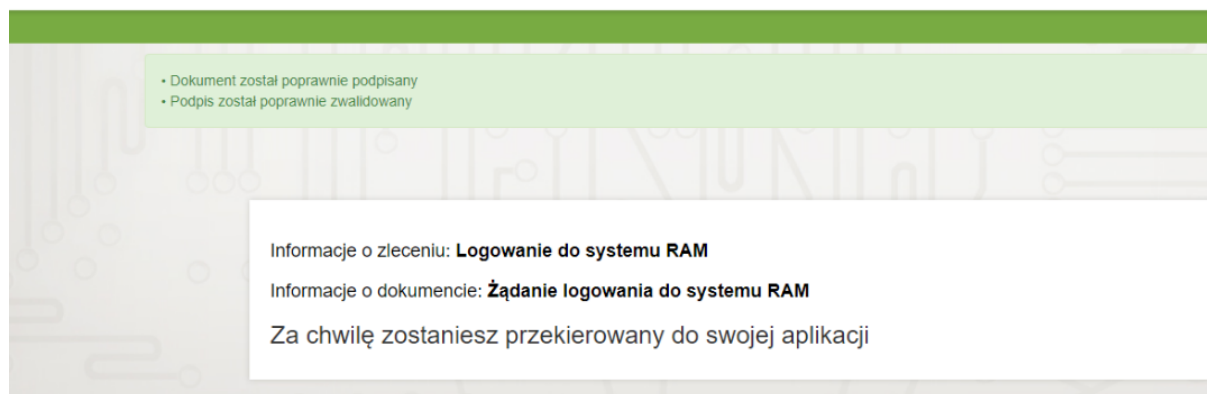 • Dokument został poprawnie podpisany
• Podpis został poprawnie zwalidowany
Informacje o zleceniu: Logowanie do systemu RAM
Informacje o dokumencie: Żądanie logowania do systemu RAM
Za chwilę zostaniesz przekierowany do swojej aplikacji